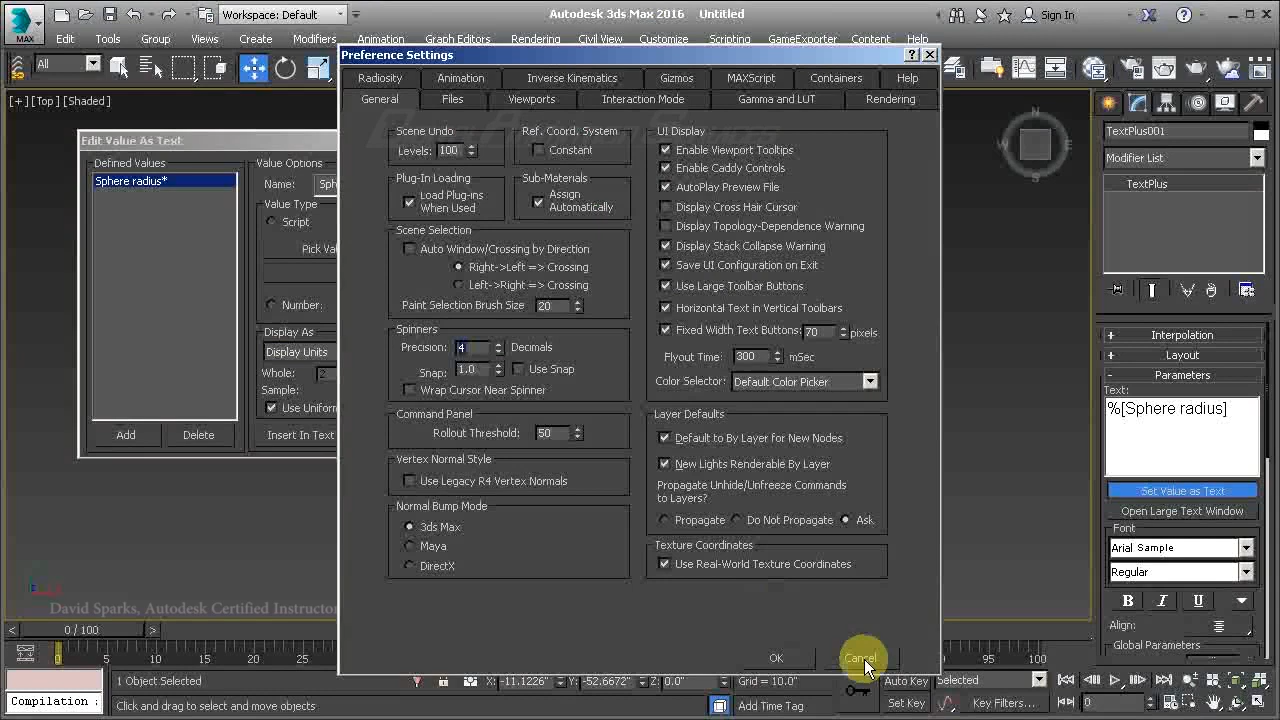 Workspace: Default
Autodesk 3ds Max 2016 Untitled
Sign In
MAX
Edit Tools Group Views Create Modifiers Animation Graph Editors Rendering Civil View Customize Scripting GameExporter Content Help
All
Preference Settings
Radiosity Animation Inverse Kinematics Gizmos MAXScript Containers Help
General Files Viewports Interaction Mode Gamma and LUT Rendering
[+] [Top] [Shaded]
N
W E
S
Edit Value As Text
Defined Values
Sphere radius*
Add Delete
Value Options
Name: Sph
Value Type
Script
Pick Val
Number:
Display As
Display Units
Whole: 2
Sample:
Use Uniform
Insert In Text
Scene Undo
Levels: 100
Ref. Coord. System
Constant
Plug-In Loading
Load Plug-ins
When Used
Sub-Materials
Assign
Automatically
Scene Selection
Auto Window/Crossing by Direction
Right->Left => Crossing
Left->Right => Crossing
Paint Selection Brush Size 20
Spinners
Precision: 4 Decimals
Snap: 1.0 Use Snap
Wrap Cursor Near Spinner
Command Panel
Rollout Threshold: 50
Vertex Normal Style
Use Legacy R4 Vertex Normals
Normal Bump Mode
3ds Max
Maya
DirectX
UI Display
Enable Viewport Tooltips
Enable Caddy Controls
AutoPlay Preview File
Display Cross Hair Cursor
Display Topology-Dependence Warning
Display Stack Collapse Warning
Save UI Configuration on Exit
Use Large Toolbar Buttons
Horizontal Text in Vertical Toolbars
Fixed Width Text Buttons: 70 pixels
Flyout Time: 300 mSec
Color Selector: Default Color Picker
Layer Defaults
Default to By Layer for New Nodes
New Lights Renderable By Layer
Propagate Unhide/Unfreeze Commands
to Layers?
Propagate Do Not Propagate Ask
Texture Coordinates
Use Real-World Texture Coordinates
OK Cancel
TextPlus001
Modifier List
TextPlus
+ Interpolation
+ Layout
- Parameters
Text:
%[Sphere radius]
Set Value as Text
Open Large Text Window
Font
Arial Sample
Regular
B I U
Align:
Global Parameters
David Sparks, Autodesk Certified Instructor
< 0 / 100 >
0 5 10 15 20 25 95 100
Compilation :
1 Object Selected
X: -11.1226" Y: -52.6672" Z: 0.0" Grid = 10.0"
Click and drag to select and move objects
Add Time Tag
Auto Key Selected
Set Key Key Filters...
0